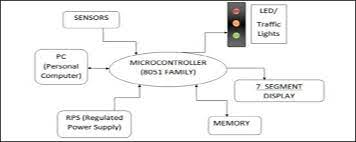 SENSORS
LED/
Traffic
Lights
PC
(Personal
Computer)
MICROCONTROLLER
(8051 FAMILY)
7 SEGMENT
DISPLAY
RPS (Regulated
Power Supply)
MEMORY